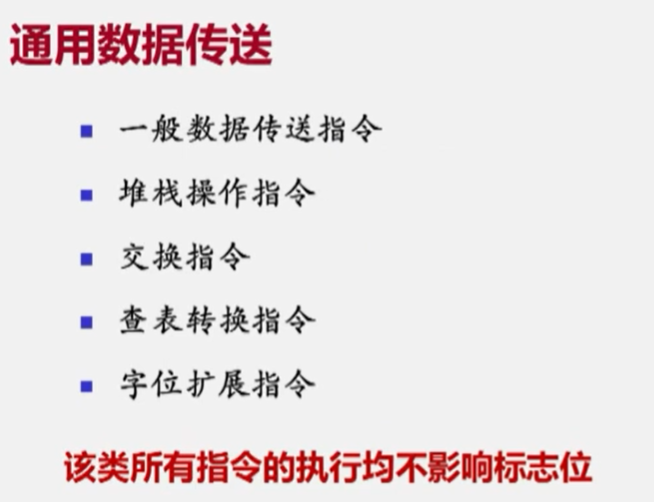 通用数据传送
一般数据传送指令
堆栈操作指令
交换指令
查表转换指令
字位扩展指令
该类所有指令的执行均不影响标志位